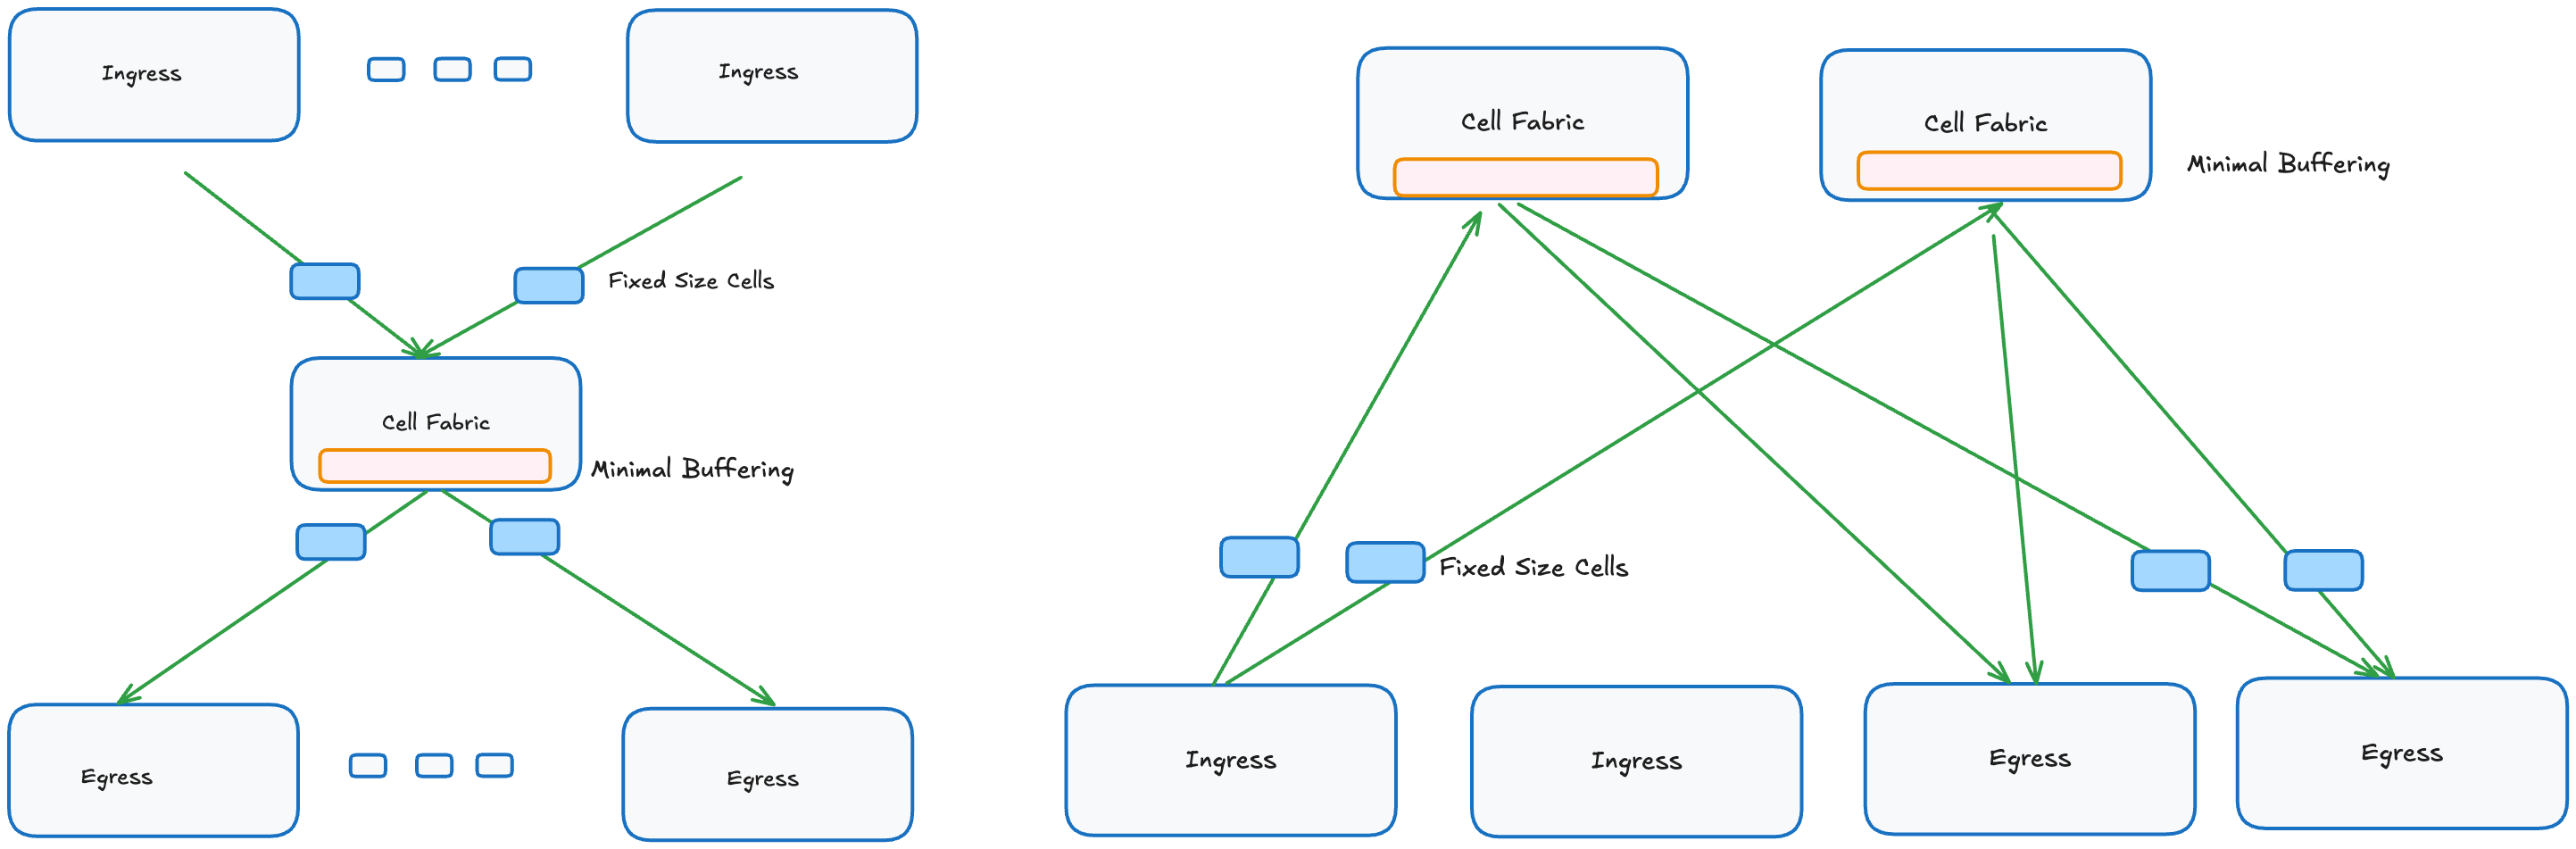 Ingress
Ingress
Fixed Size Cells
Cell Fabric
Minimal Buffering
Egress
Egress
Cell Fabric
Cell Fabric
Minimal Buffering
Fixed Size Cells
Ingress
Ingress
Egress
Egress